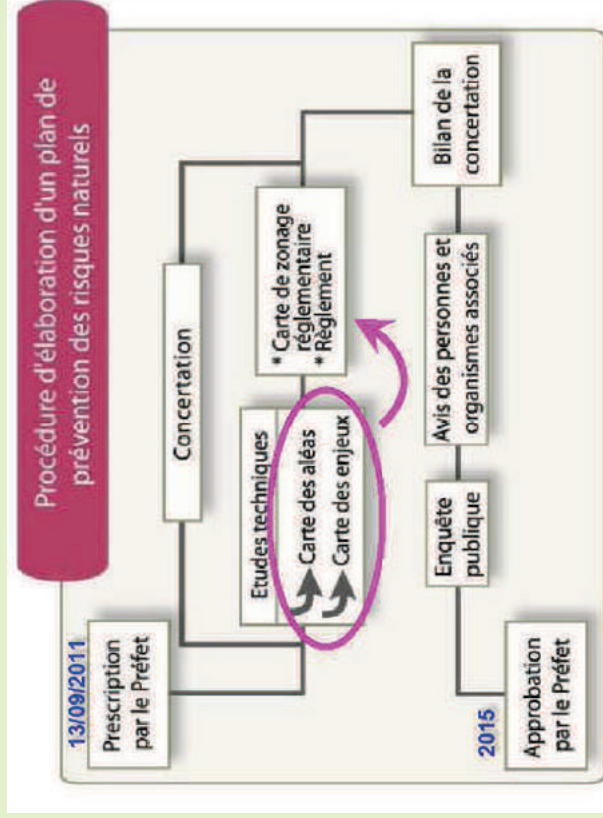 Procédure d'élaboration d'un plan de
prévention des risques naturels
13/09/2011
Prescription
par le Préfet
Concertation
Etudes techniques
Carte des aléas
Carte des enjeux
* Carte de zonage
réglementaire
* Règlement
Bilan de la
concertation
Avis des personnes et
organismes associés
Enquête
publique
2015
Approbation
par le Préfet